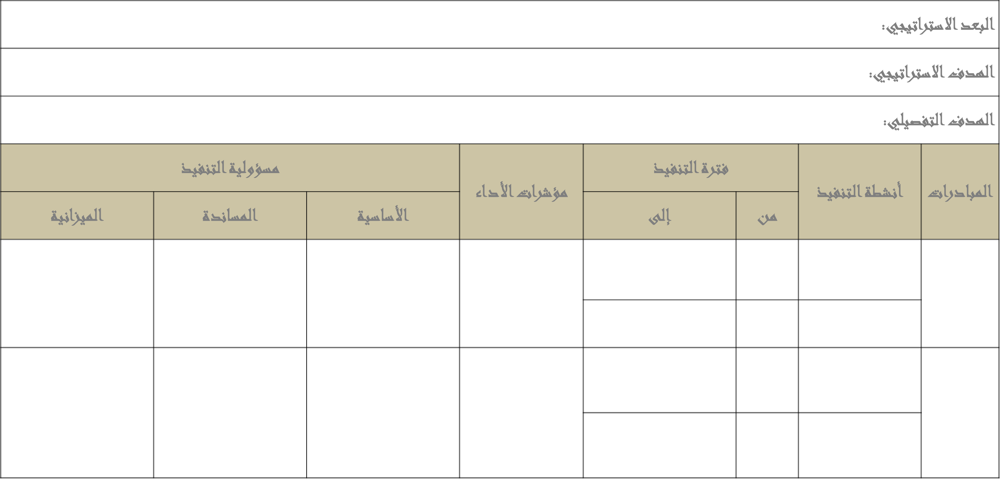 البعد الاستراتيجي:
الهدف الاستراتيجي:
الهدف التفصيلي:
المبادرات
أنشطة التنفيذ
فترة التنفيذ
مؤشرات الأداء
مسؤولية التنفيذ
من
إلى
الأساسية
المساندة
الميزانية